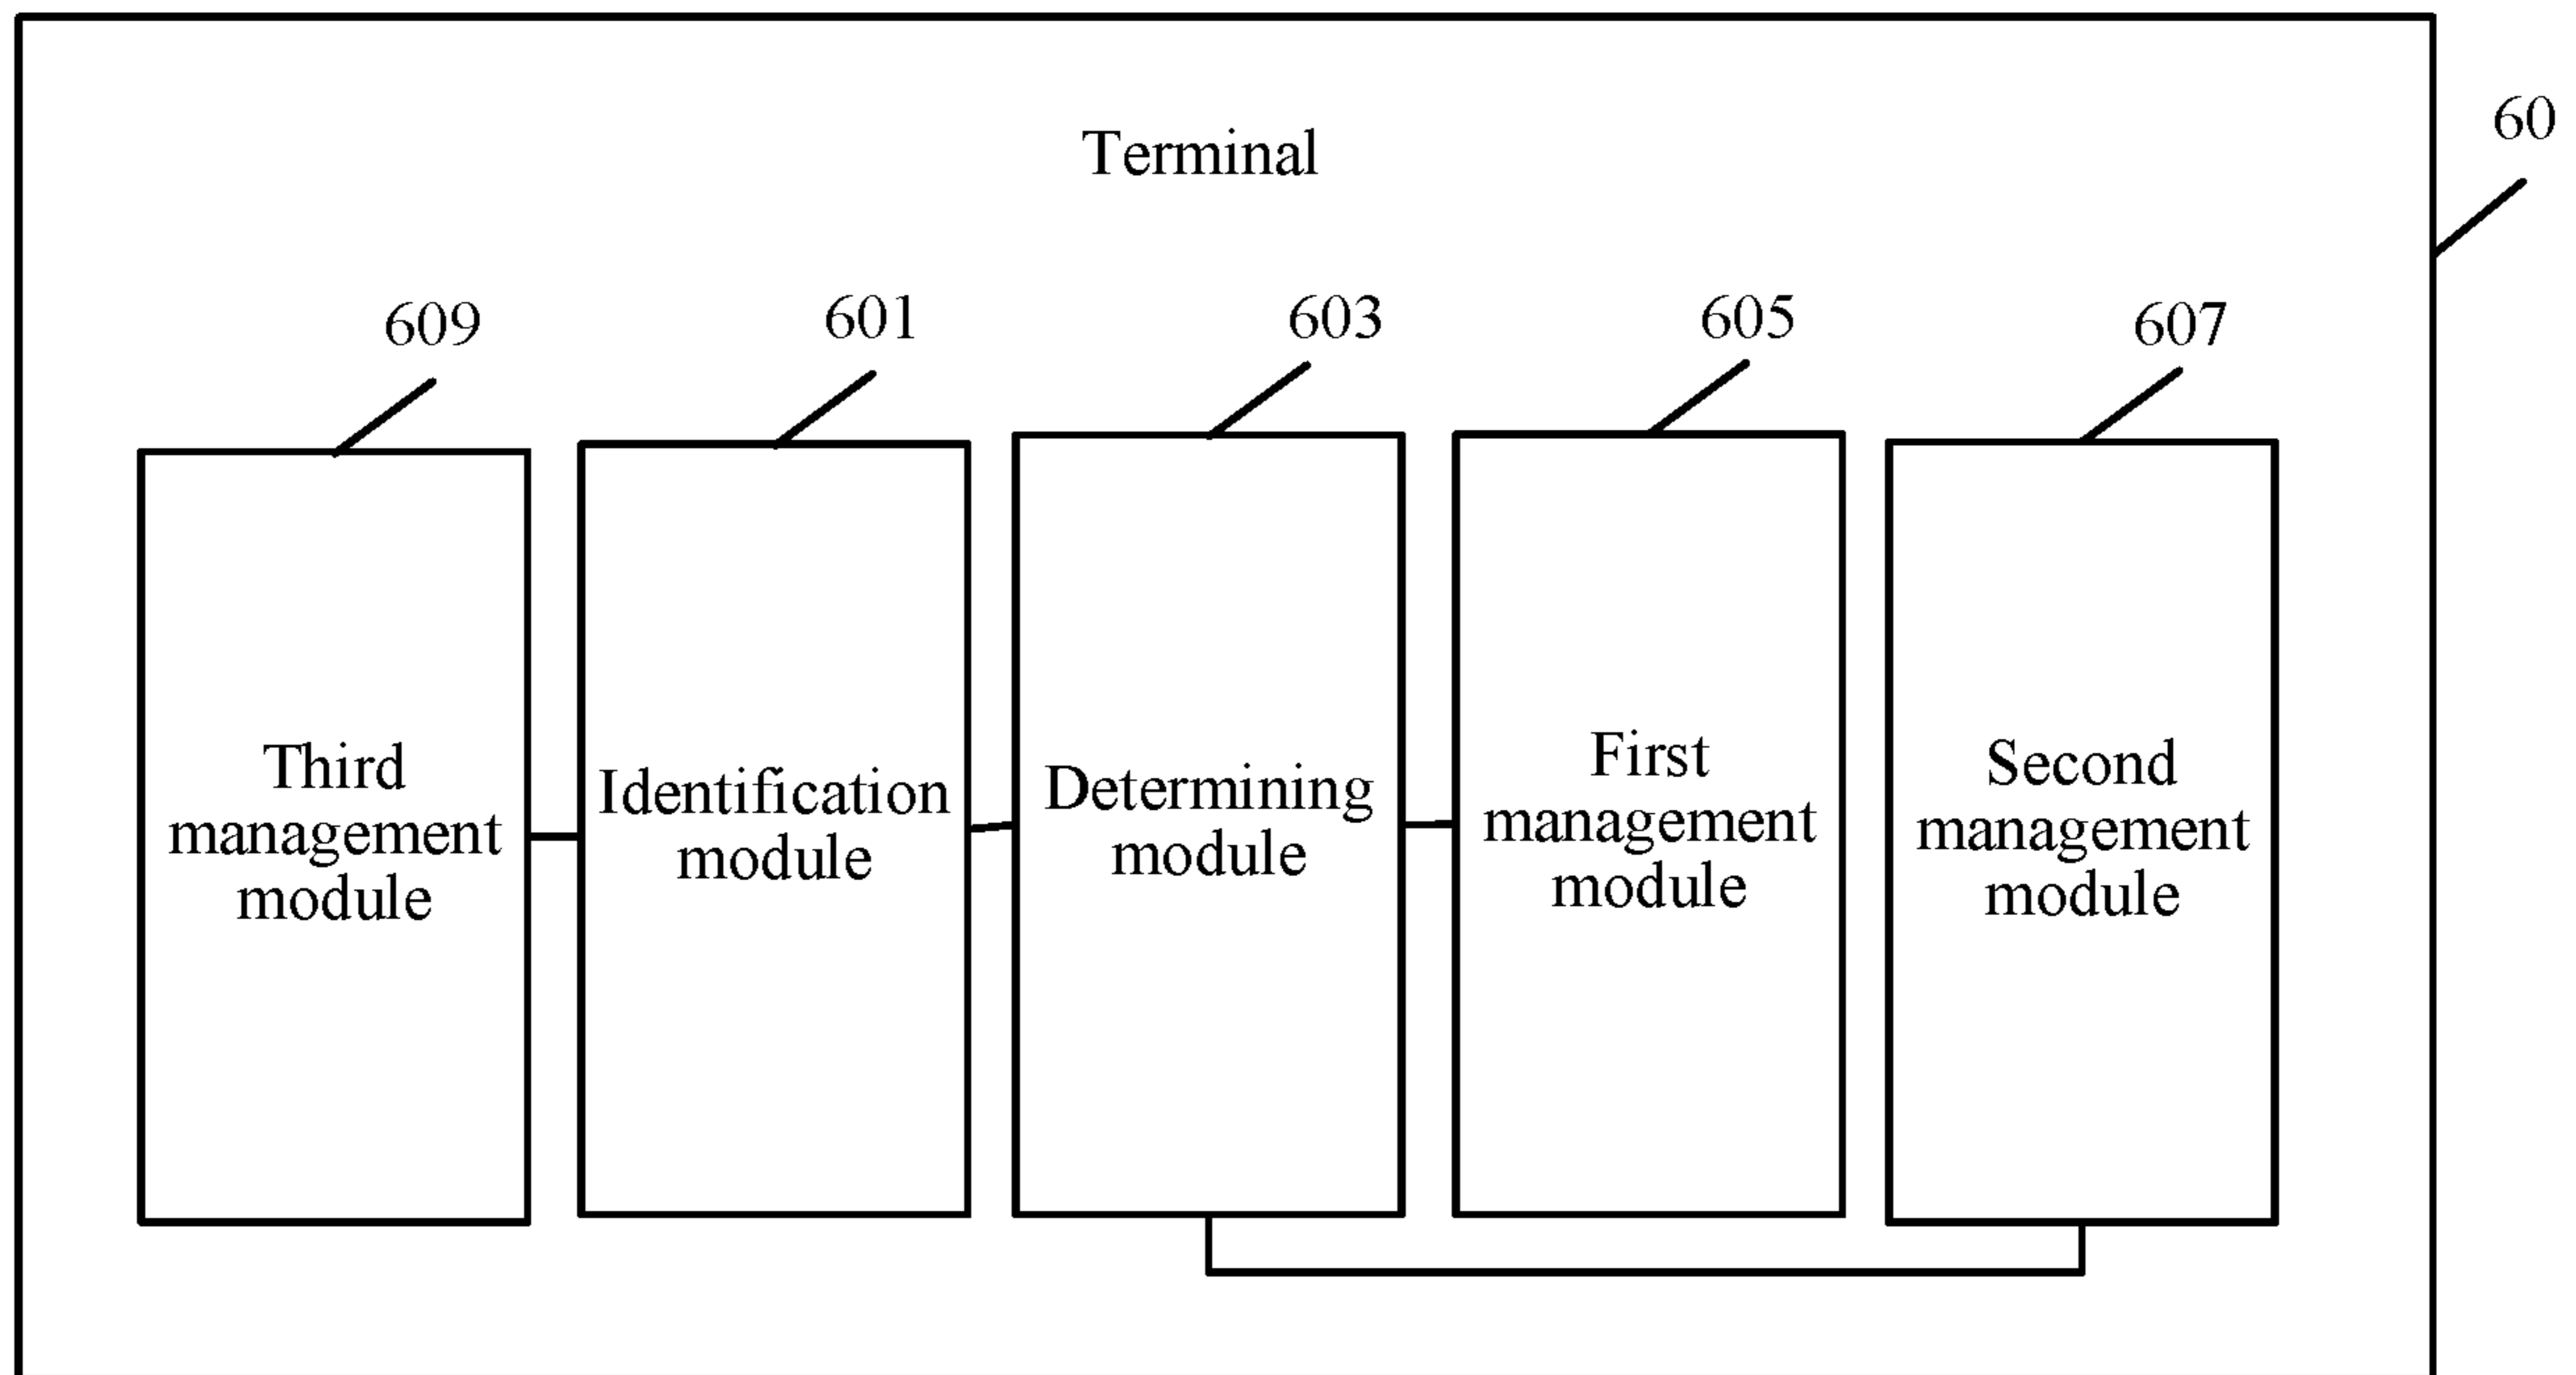 Terminal
60
609
601
603
605
607
Third
management
module
Identification
module
Determining
module
First
management
module
Second
management
module